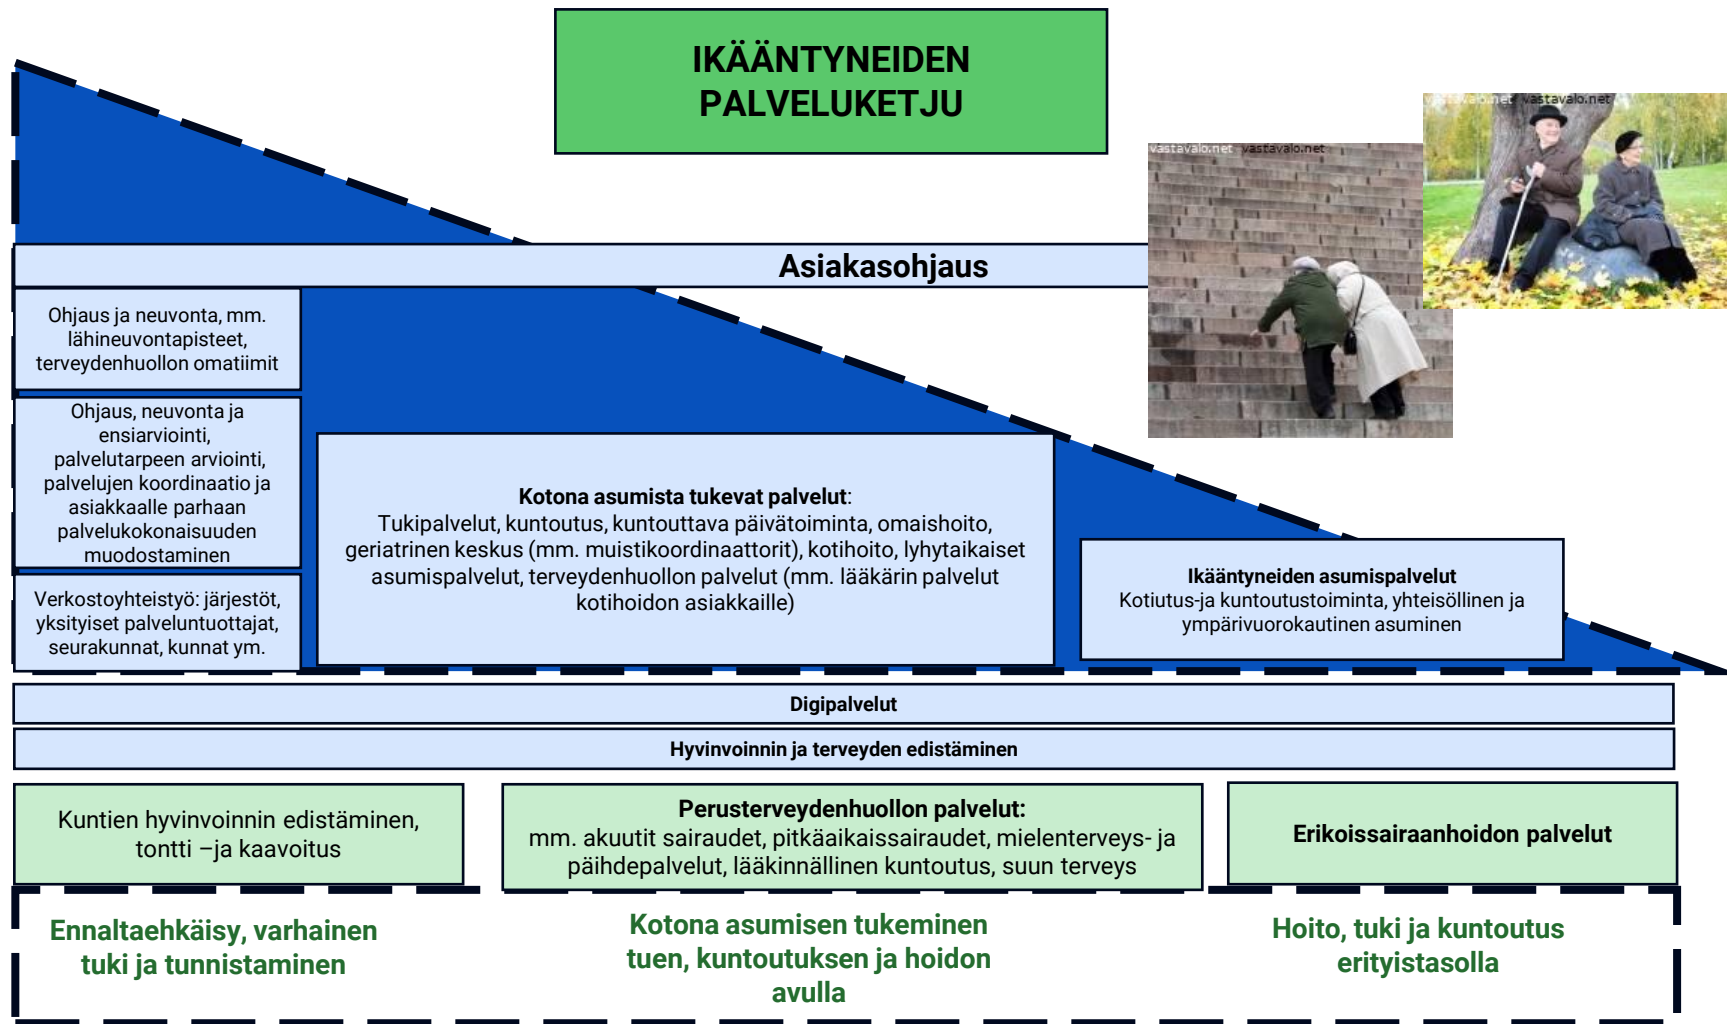 IKÄÄNTYNEIDEN
PALVELUKETJU
vastavalo.net vastavalo.net
vastavalo.net vastavalo.net
Asiakasohjaus
Ohjaus ja neuvonta, mm.
lähineuvontapisteet,
terveydenhuollon omatiimit
Ohjaus, neuvonta ja
ensiarviointi,
palvelutarpeen arviointi,
palvelujen koordinaatio ja
asiakkaalle parhaan
palvelukokonaisuuden
muodostaminen
Verkostoyhteistyö: järjestöt,
yksityiset palveluntuottajat,
seurakunnat, kunnat ym.
Kotona asumista tukevat palvelut:
Tukipalvelut, kuntoutus, kuntouttava päivätoiminta, omaishoito,
geriatrinen keskus (mm. muistikoordinaattorit), kotihoito, lyhytaikaiset
asumispalvelut, terveydenhuollon palvelut (mm. lääkärin palvelut
kotihoidon asiakkaille)
Ikääntyneiden asumispalvelut
Kotiutus-ja kuntoutustoiminta, yhteisöllinen ja
ympärivuorokautinen asuminen
Digipalvelut
Hyvinvoinnin ja terveyden edistäminen
Kuntien hyvinvoinnin edistäminen,
tontti –ja kaavoitus
Perusterveydenhuollon palvelut:
mm. akuutit sairaudet, pitkäaikaissairaudet, mielenterveys- ja
päihdepalvelut, lääkinnällinen kuntoutus, suun terveys
Erikoissairaanhoidon palvelut
Ennaltaehkäisy, varhainen
tuki ja tunnistaminen
Kotona asumisen tukeminen
tuen, kuntoutuksen ja hoidon
avulla
Hoito, tuki ja kuntoutus
erityistasolla